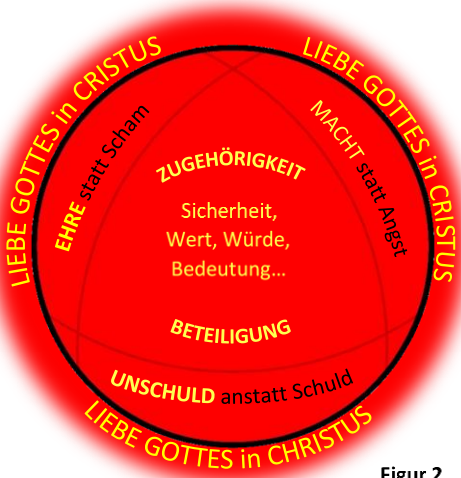 LIEBE GOTTES in CRISTUS
LIEBE GOTTES in CRISTUS
EHRE statt Scham
MACHT statt Angst
ZUGEHÖRIGKEIT
Sicherheit,
Wert, Würde,
Bedeutung...
BETEILIGUNG
UNSCHULD anstatt Schuld
LIEBE GOTTES in CHRISTUS
Figur 2